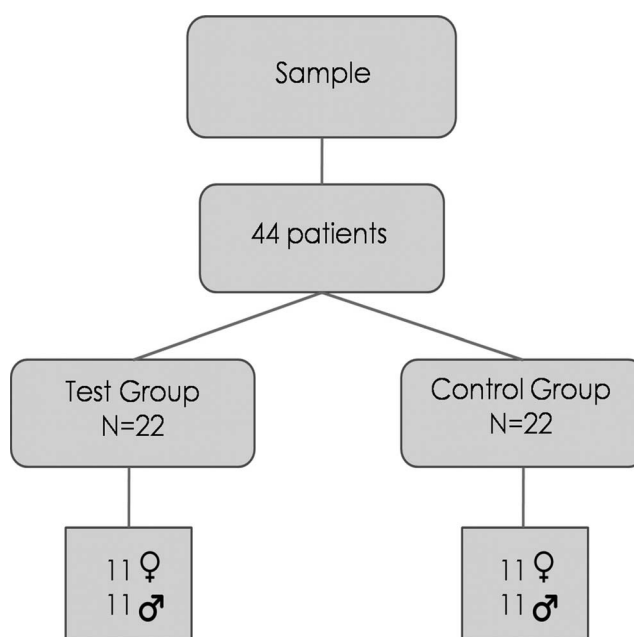 Sample
44 patients
Test Group
N=22
Control Group
N=22
11 ♀
11 ♂
11 ♀
11 ♂